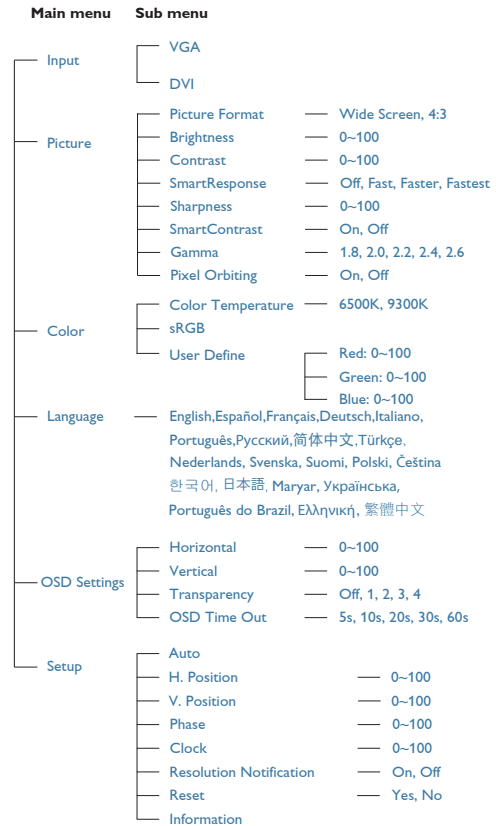 Main menu Sub menu
Input
VGA
DVI
Picture
Picture Format Wide Screen, 4:3
Brightness 0~100
Contrast 0~100
SmartResponse Off, Fast, Faster, Fastest
Sharpness 0~100
SmartContrast On, Off
Gamma 1.8, 2.0, 2.2, 2.4, 2.6
Pixel Orbiting On, Off
Color
Color Temperature 6500K, 9300K
sRGB
User Define Red: 0~100
Green: 0~100
Blue: 0~100
Language English,Español,Français,Deutsch,Italiano,
Português,Русский,简体中文,Türkçe,
Nederlands, Svenska, Suomi, Polski, Čeština
한국어, 日本語, Maryar, Українська,
Português do Brazil, Ελληνική, 繁體中文
OSD Settings
Horizontal 0~100
Vertical 0~100
Transparency Off, 1, 2, 3, 4
OSD Time Out 5s, 10s, 20s, 30s, 60s
Setup
Auto
H. Position 0~100
V. Position 0~100
Phase 0~100
Clock 0~100
Resolution Notification On, Off
Reset Yes, No
Information